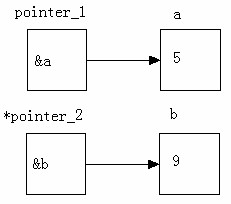 pointer_1 a
&a 5
*pointer_2 b
&b 9